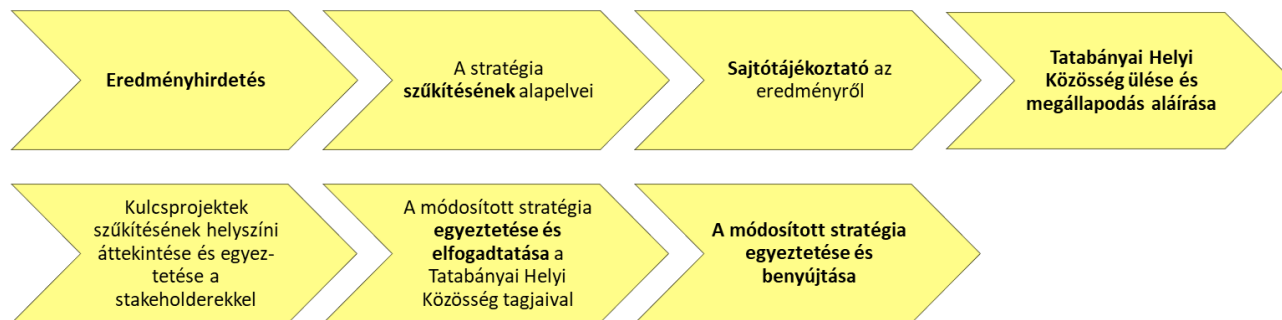 Eredményhirdetés
A stratégia
szűkítésének alapelvei
Sajtótájékoztató az
eredményről
Tatabányai Helyi
Közösség ülése és
megállapodás aláírása
Kulcsprojektek
szűkítésének helyszíni
áttekintése és egyez-
tetése a
stakeholderekkel
A módosított stratégia
egyeztetése és
elfogadtatása a
Tatabányai Helyi
Közösség tagjaival
A módosított stratégia
egyeztetése és
benyújtása